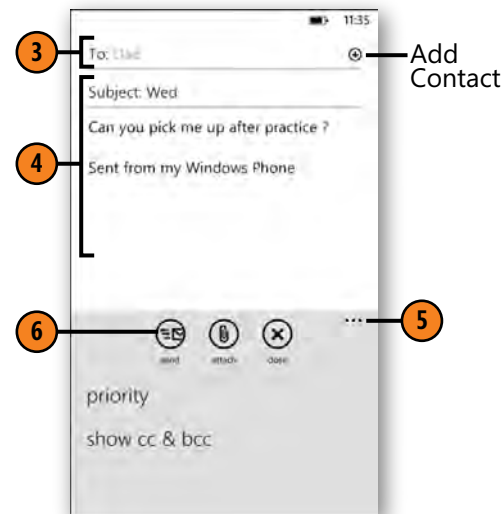 11:35
3
To: Dad
Add
Contact
Subject: Wed
4
Can you pick me up after practice ?
Sent from my Windows Phone
...
5
6
send attach close
priority
show cc & bcc